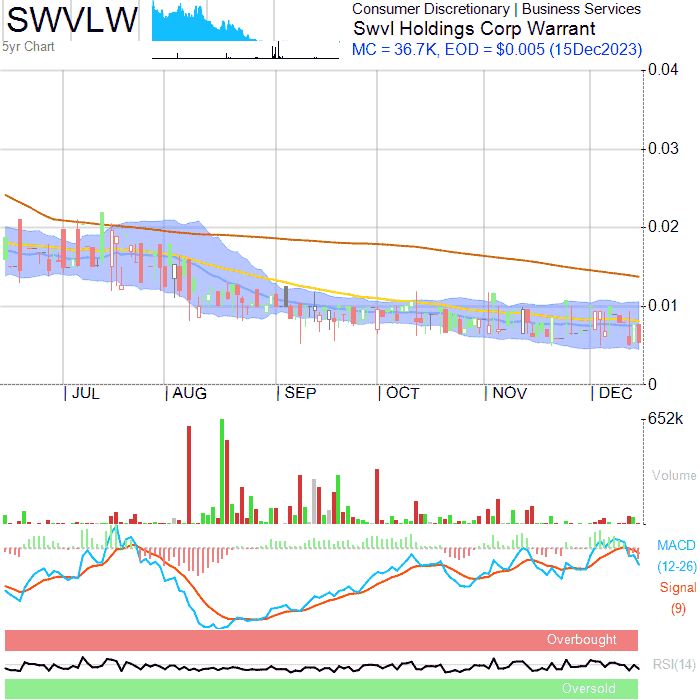 SWVLW
5yr Chart
Consumer Discretionary | Business Services
Swvl Holdings Corp Warrant
MC = 36.7K, EOD = $0.005 (15Dec2023)
0.04
0.03
0.02
0.01
0
JUL AUG SEP OCT NOV DEC
652k
Volume
MACD
(12-26)
Signal
(9)
Overbought
RSI(14)
Oversold